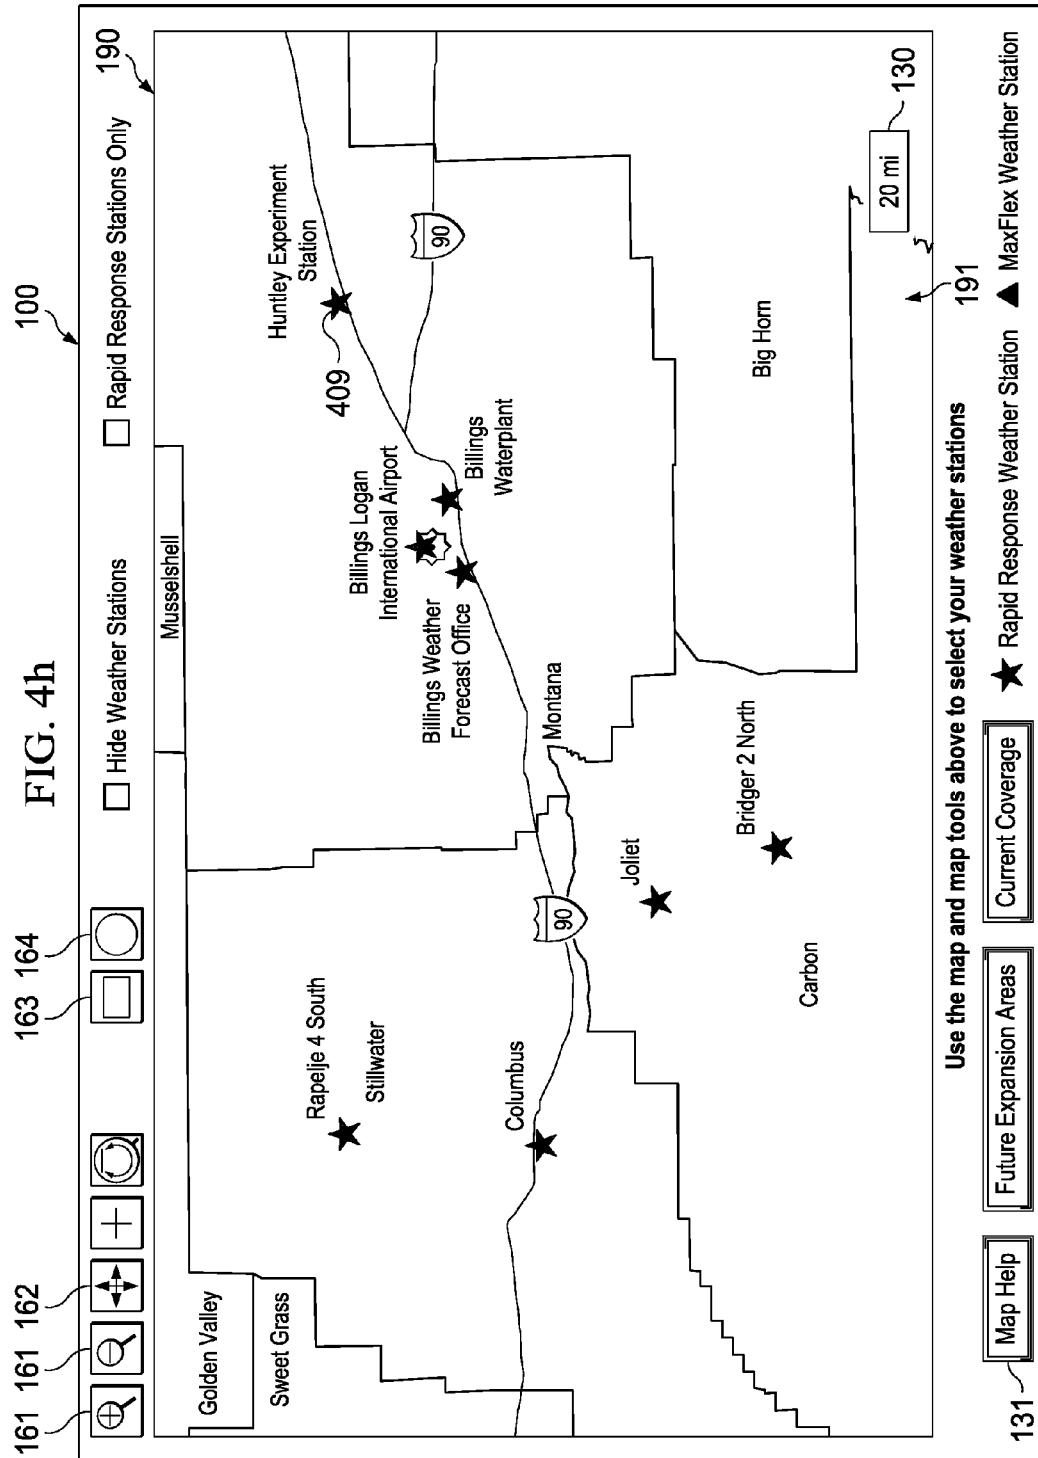 FIG. 4h
100
161
161
162
163
164
190
Hide Weather Stations
Rapid Response Stations Only
Golden Valley
Musselshell
Sweet Grass
Rapelje 4 South
Stillwater
Huntley Experiment
Station
409
Billings Logan
International Airport
Billings Weather
Forecast Office
Billings
Waterplant
90
Columbus
Montana
90
Joliet
Bridger 2 North
Big Horn
Carbon
20 mi
130
191
Use the map and map tools above to select your weather stations
131
Map Help
Future Expansion Areas
Current Coverage
Rapid Response Weather Station
MaxFlex Weather Station